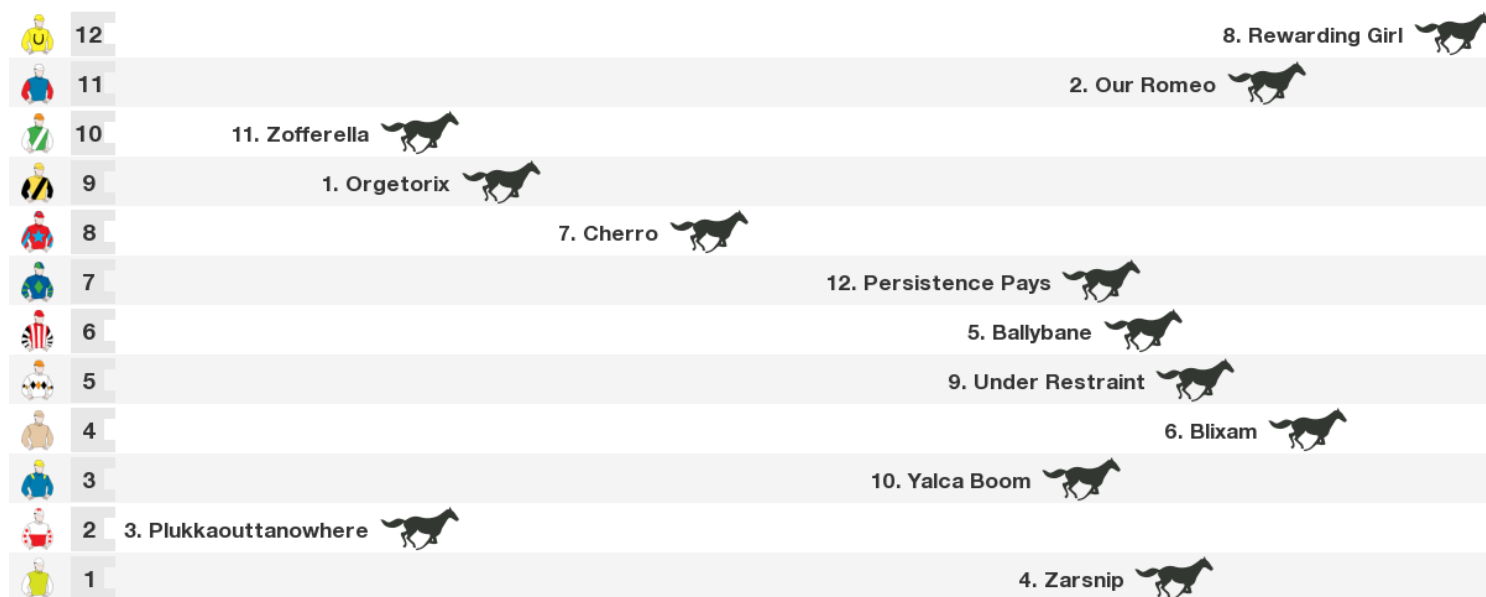 12 8. Rewarding Girl
11 2. Our Romeo
10 11. Zofferella
9 1. Orgetorix
8 7. Cherro
7 12. Persistence Pays
6 5. Ballybane
5 9. Under Restraint
4 6. Blixam
3 10. Yalca Boom
2 3. Plukkaouttanowhere
1 4. Zarsnip